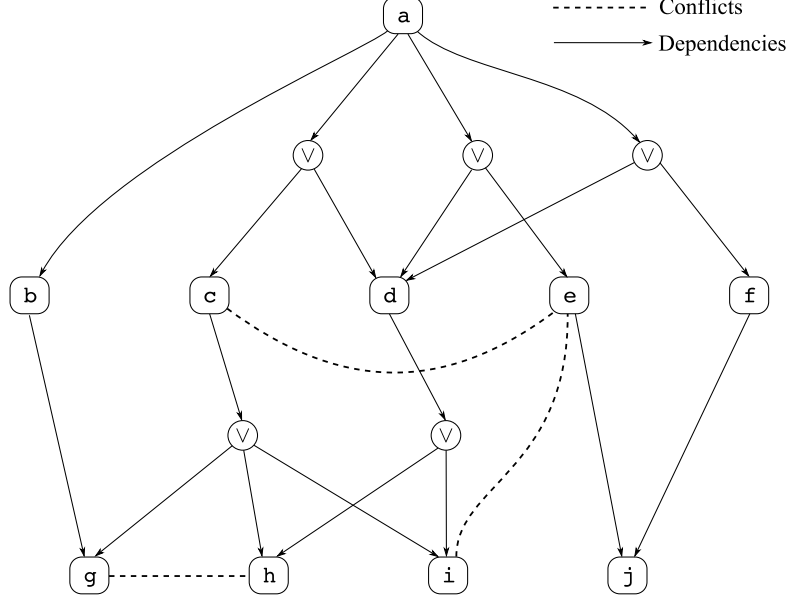 Conflicts
a
Dependencies
∨ ∨ ∨
b c d e f
∨ ∨
g h i j